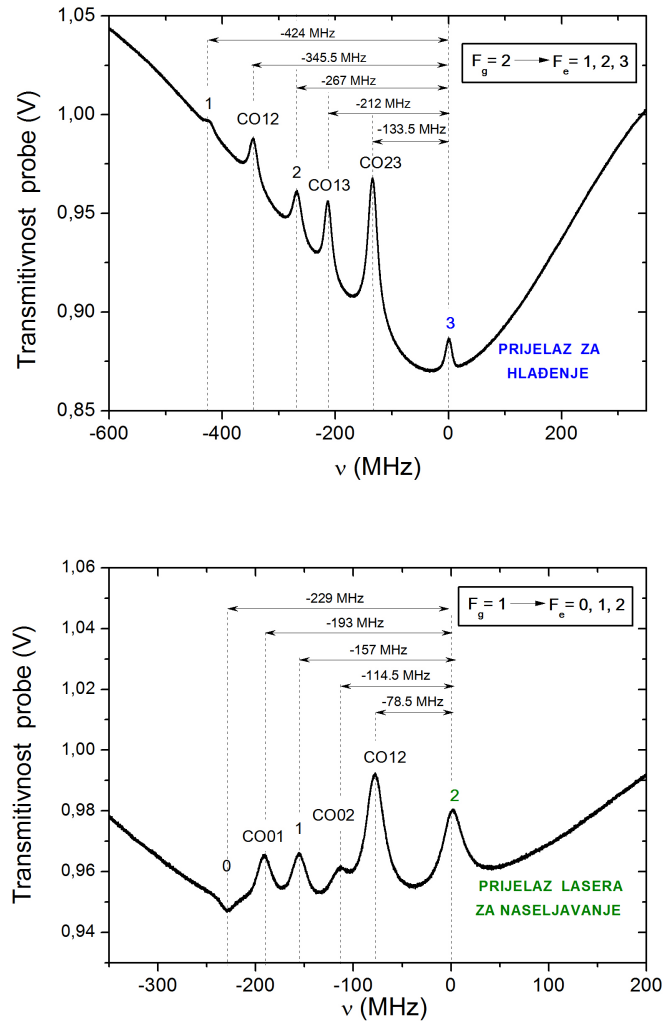 1,05
1,00
0,95
0,90
0,85
Transmitivnost probe (V)
-424 MHz
-345.5 MHz
-267 MHz
-212 MHz
-133.5 MHz
Fg = 2 → Fe = 1, 2, 3
1
CO12
2
CO13
CO23
3
PRIJELAZ ZA
HLAĐENJE
-600 -400 -200 0 200
ν (MHz)
1,06
1,04
1,02
1,00
0,98
0,96
0,94
Transmitivnost probe (V)
-229 MHz
-193 MHz
-157 MHz
-114.5 MHz
-78.5 MHz
Fg = 1 → Fe = 0, 1, 2
0
CO01
1
CO02
CO12
2
PRIJELAZ LASERA
ZA NASELJAVANJE
-300 -200 -100 0 100 200
ν (MHz)